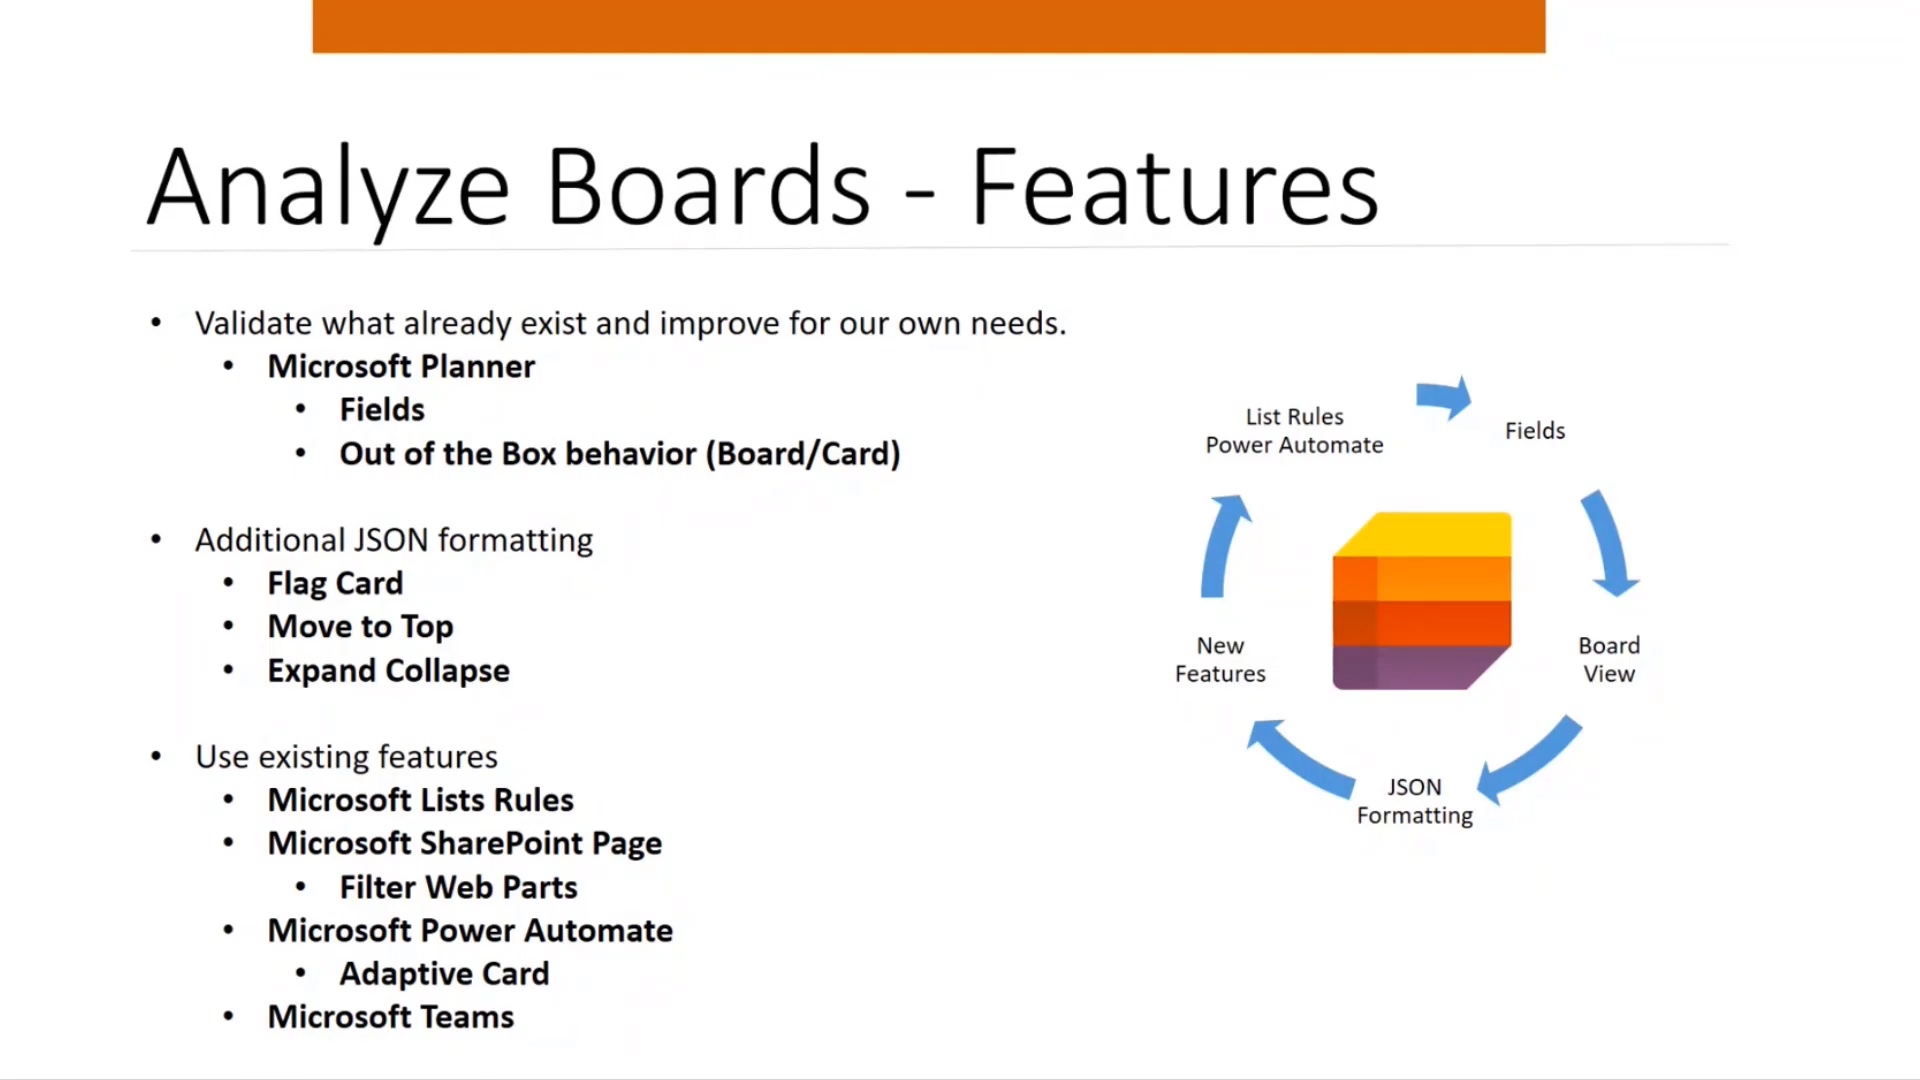 Analyze Boards - Features
• Validate what already exist and improve for our own needs.
• Microsoft Planner
• Fields
• Out of the Box behavior (Board/Card)
• Additional JSON formatting
• Flag Card
• Move to Top
• Expand Collapse
• Use existing features
• Microsoft Lists Rules
• Microsoft SharePoint Page
• Filter Web Parts
• Microsoft Power Automate
• Adaptive Card
• Microsoft Teams
List Rules
Power Automate
Fields
Board
View
JSON
Formatting
New
Features